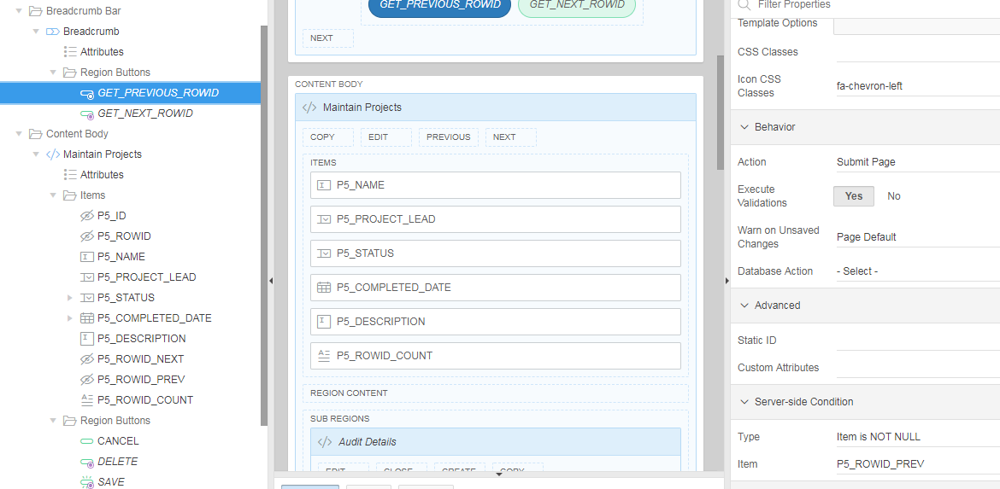 Breadcrumb Bar
Breadcrumb
Attributes
Region Buttons
GET_PREVIOUS_ROWID
GET_NEXT_ROWID
Content Body
Maintain Projects
Attributes
Items
P5_ID
P5_ROWID
P5_NAME
P5_PROJECT_LEAD
P5_STATUS
P5_COMPLETED_DATE
P5_DESCRIPTION
P5_ROWID_NEXT
P5_ROWID_PREV
P5_ROWID_COUNT
Region Buttons
CANCEL
DELETE
SAVE
GET_PREVIOUS_ROWID GET_NEXT_ROWID
NEXT
CONTENT BODY
Maintain Projects
COPY EDIT PREVIOUS NEXT
ITEMS
P5_NAME
P5_PROJECT_LEAD
P5_STATUS
P5_COMPLETED_DATE
P5_DESCRIPTION
P5_ROWID_COUNT
REGION CONTENT
SUB REGIONS
Audit Details
EDIT CLOSE CREATE COPY
Filter Properties
Template Options
CSS Classes
Icon CSS
Classes fa-chevron-left
Behavior
Action Submit Page
Execute
Validations Yes No
Warn on Unsaved
Changes Page Default
Database Action - Select -
Advanced
Static ID
Custom Attributes
Server-side Condition
Type Item is NOT NULL
Item P5_ROWID_PREV